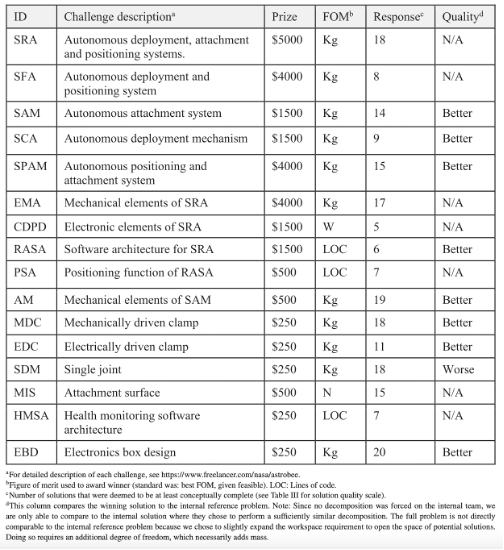 ID Challenge descriptionᵃ Prize FOMᵇ Responseᶜ Qualityᵈ
SRA Autonomous deployment, attachment $5000 Kg 18 N/A
and positioning systems.
SFA Autonomous deployment and $4000 Kg 8 N/A
positioning system
SAM Autonomous attachment system $1500 Kg 14 Better
SCA Autonomous deployment mechanism $1500 Kg 9 Better
SPAM Autonomous positioning and $4000 Kg 15 Better
attachment system
EMA Mechanical elements of SRA $4000 Kg 17 N/A
CDPD Electronic elements of SRA $1500 W 5 N/A
RASA Software architecture for SRA $1500 LOC 6 Better
PSA Positioning function of RASA $500 LOC 7 N/A
AM Mechanical elements of SAM $500 Kg 19 Better
MDC Mechanically driven clamp $250 Kg 18 Better
EDC Electrically driven clamp $250 Kg 11 Better
SDM Single joint $250 Kg 18 Worse
MIS Attachment surface $500 N 15 N/A
HMSA Health monitoring software $250 LOC 7 N/A
architecture
EBD Electronics box design $250 Kg 20 Better
ᵃFor detailed description of each challenge, see https://www.freelancer.com/nasa/astrobee.
ᵇFigure of merit used to award winner (standard was: best FOM, given feasible). LOC: Lines of code.
ᶜNumber of solutions that were deemed to be at least conceptually complete (see Table III for solution quality scale).
ᵈThis column compares the winning solution to the internal reference problem. Note: Since no decomposition was forced on the internal team, we
are only able to compare to the internal solution where they chose to perform a sufficiently similar decomposition. The full problem is not directly
comparable to the internal reference problem because we chose to slightly expand the workspace requirement to open the space of potential solutions.
Doing so requires an additional degree of freedom, which necessarily adds mass.